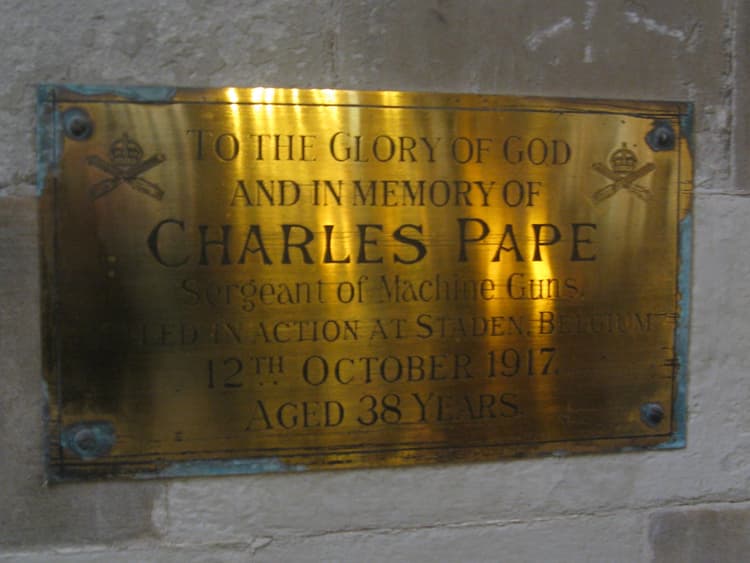 To the Glory of God
and in memory of
Charles Pape
Sergeant of Machine Guns.
Killed in action at Staden, Belgium
12th October 1917.
Aged 38 Years.